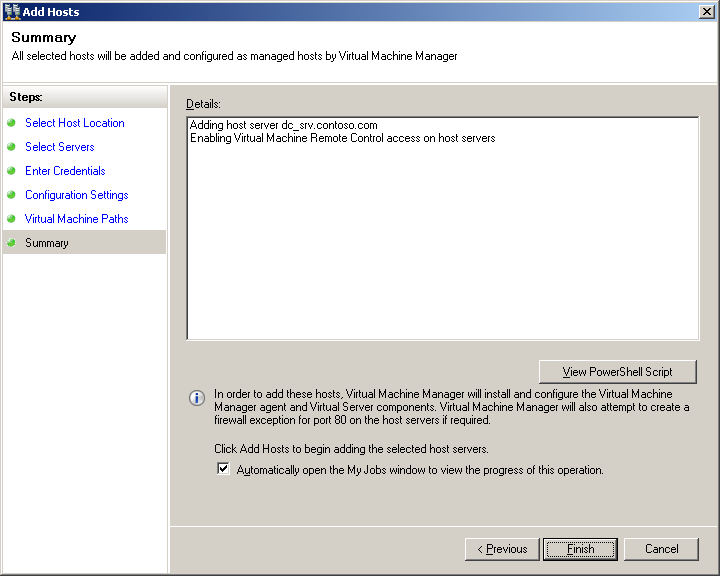 Add Hosts
Summary
All selected hosts will be added and configured as managed hosts by Virtual Machine Manager
Steps:
Select Host Location
Select Servers
Enter Credentials
Configuration Settings
Virtual Machine Paths
Summary
Details:
Adding host server dc_srv.contoso.com
Enabling Virtual Machine Remote Control access on host servers
View PowerShell Script
In order to add these hosts, Virtual Machine Manager will install and configure the Virtual Machine
Manager agent and Virtual Server components. Virtual Machine Manager will also attempt to create a
firewall exception for port 80 on the host servers if required.
Click Add Hosts to begin adding the selected host servers.
Automatically open the My Jobs window to view the progress of this operation.
< Previous
Finish
Cancel